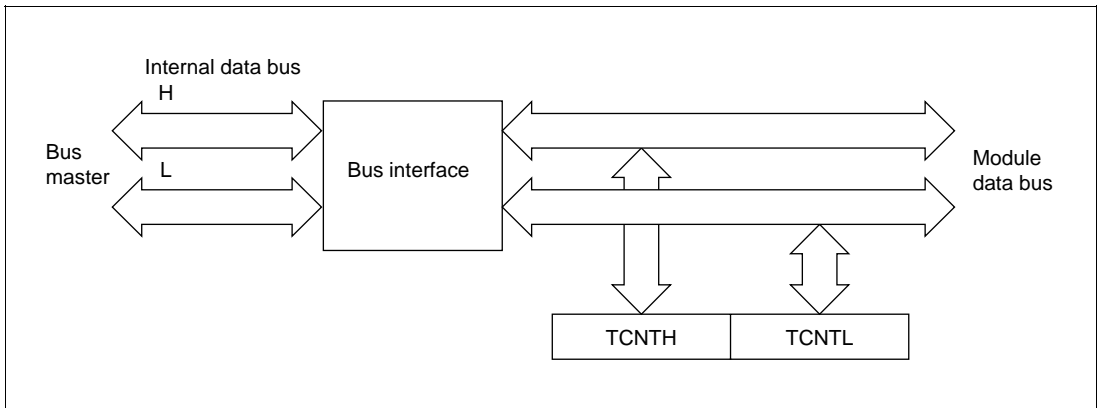 Internal data bus
H
Bus
master
L
Bus interface
Module
data bus
TCNTH
TCNTL